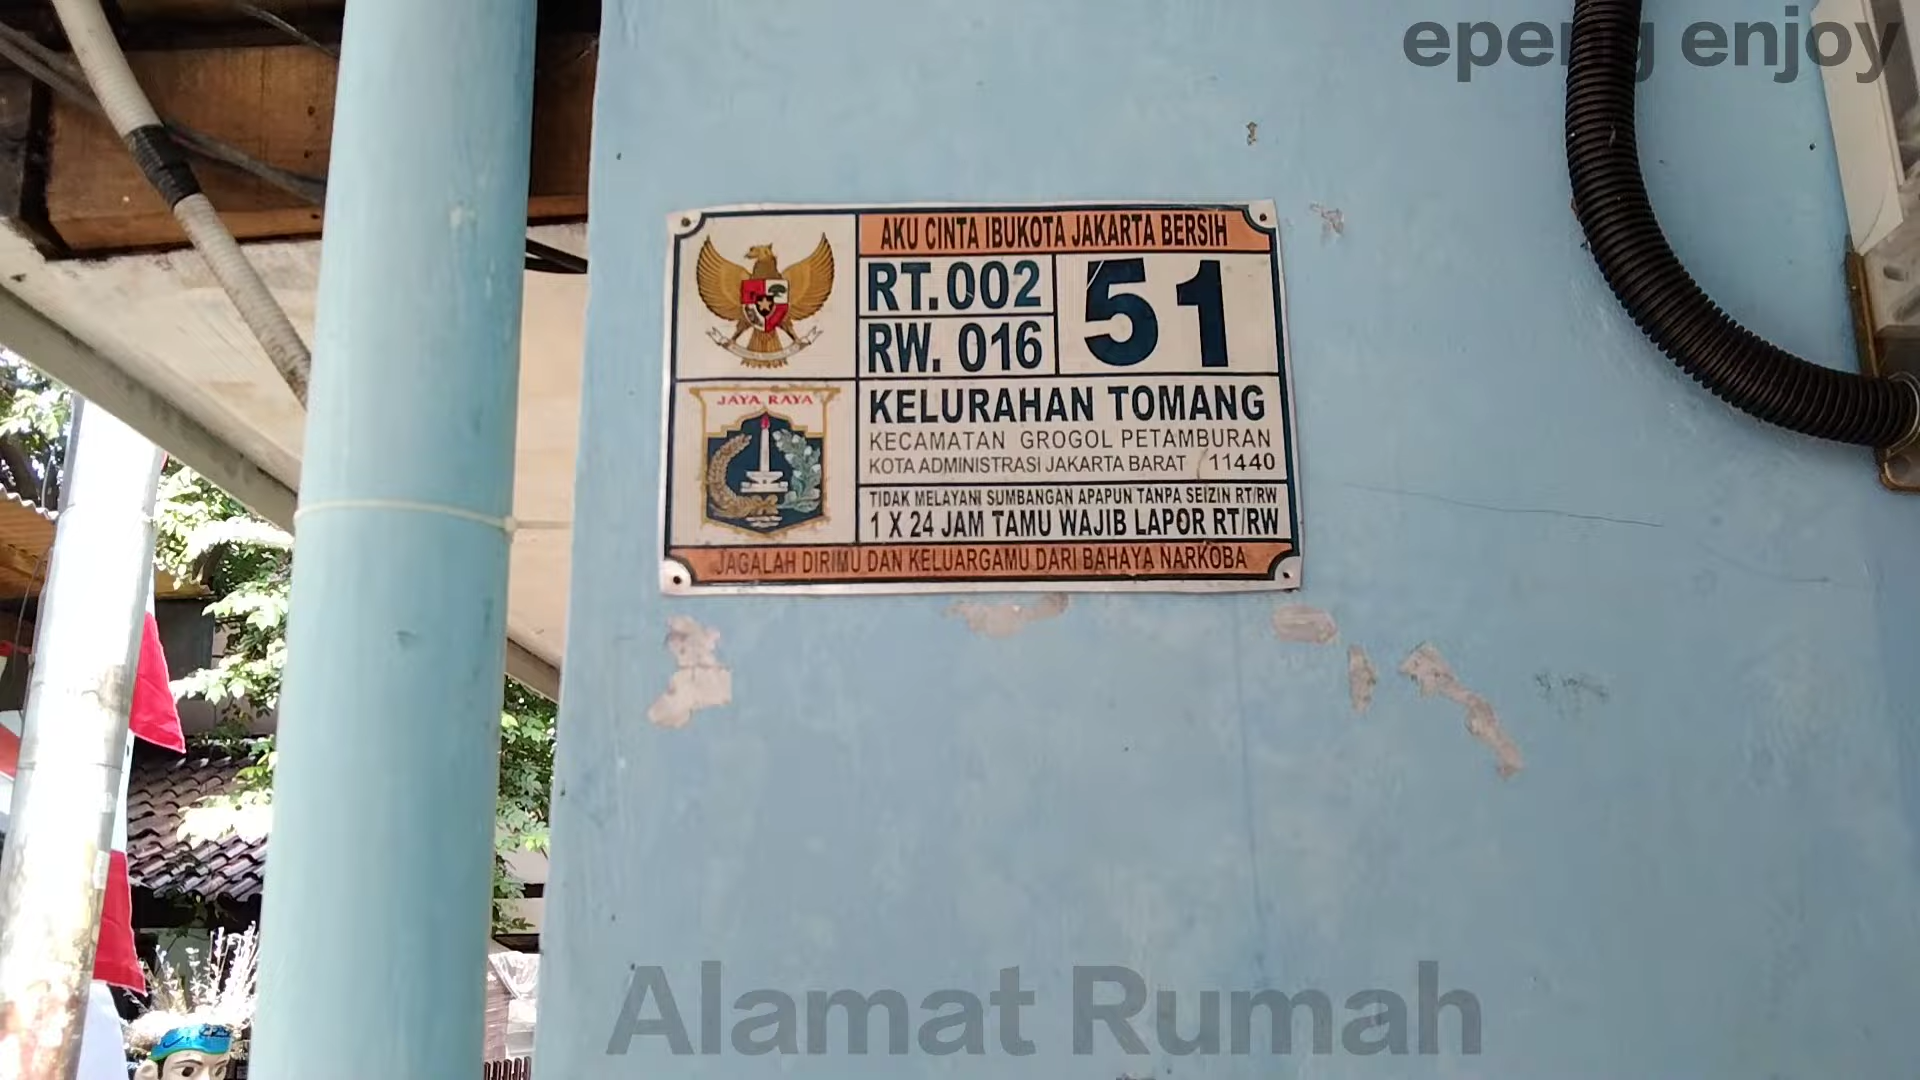 epeng enjoy
AKU CINTA IBUKOTA JAKARTA BERSIH
RT.002
RW. 016
51
JAYA RAYA
KELURAHAN TOMANG
KECAMATAN GROGOL PETAMBURAN
KOTA ADMINISTRASI JAKARTA BARAT 11440
TIDAK MELAYANI SUMBANGAN APAPUN TANPA SEIZIN RT/RW
1 X 24 JAM TAMU WAJIB LAPOR RT/RW
JAGALAH DIRIMU DAN KELUARGAMU DARI BAHAYA NARKOBA
Alamat Rumah